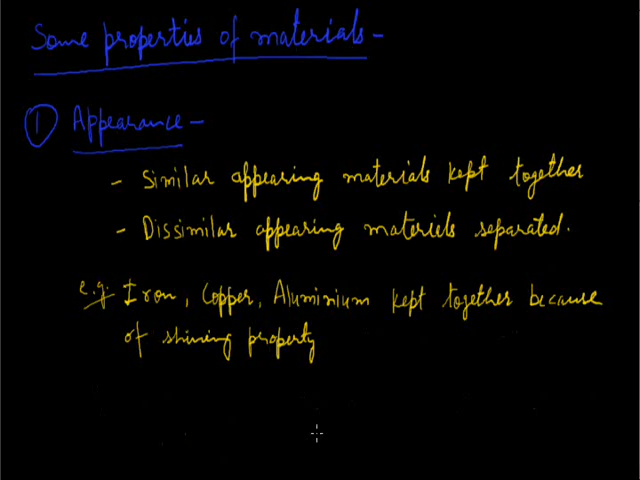 Some properties of materials -
① Appearance -
- Similar appearing materials kept together
- Dissimilar appearing materials separated.
e.g. Iron, Copper, Aluminium kept together because
of shining property